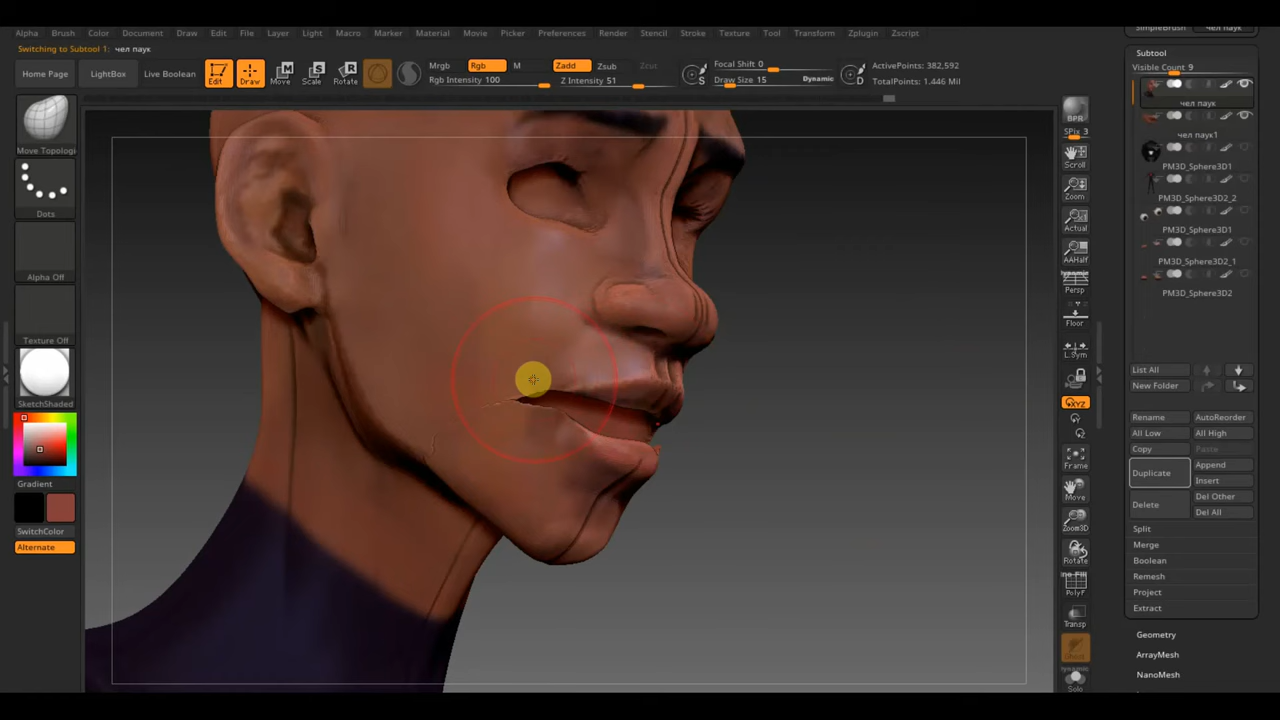 Alpha Brush Color Document Draw Edit File Layer Light Macro Marker Material Movie Picker Preferences Render Stencil Stroke Texture Tool Transform Zplugin Zscript
SimpleBrush чел паук
Switching to Subtool 1: чел паук
Home Page LightBox Live Boolean Edit Draw Move Scale Rotate
Mrgb Rgb M Zadd Zsub Zcut
Rgb Intensity 100 Z Intensity 51
Focal Shift 0
Draw Size 15 Dynamic
ActivePoints: 382,592
TotalPoints: 1.446 Mil
S
D
Move Topologi
Dots
Alpha Off
Texture Off
SketchShaded
Gradient
SwitchColor
Alternate
BPR
SPix 3
Scroll
Zoom
Actual
AAHalf
Dynamic
Persp
Floor
L.Sym
XYZ
Frame
Move
Zoom3D
Rotate
Line Fill
PolyF
Transp
Dynamic
Solo
Subtool
Visible Count 9
чел паук
чел паук1
PM3D_Sphere3D1
PM3D_Sphere3D2_2
PM3D_Sphere3D1
PM3D_Sphere3D2_1
PM3D_Sphere3D2
List All
New Folder
Rename AutoReorder
All Low All High
Copy Paste
Duplicate Append
Insert
Delete Del Other
Del All
Split
Merge
Boolean
Remesh
Project
Extract
Geometry
ArrayMesh
NanoMesh